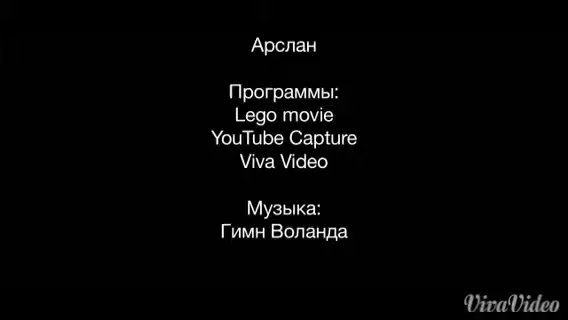 Арслан
Программы:
Lego movie
YouTube Capture
Viva Video
Музыка:
Гимн Воланда
VivaVideo